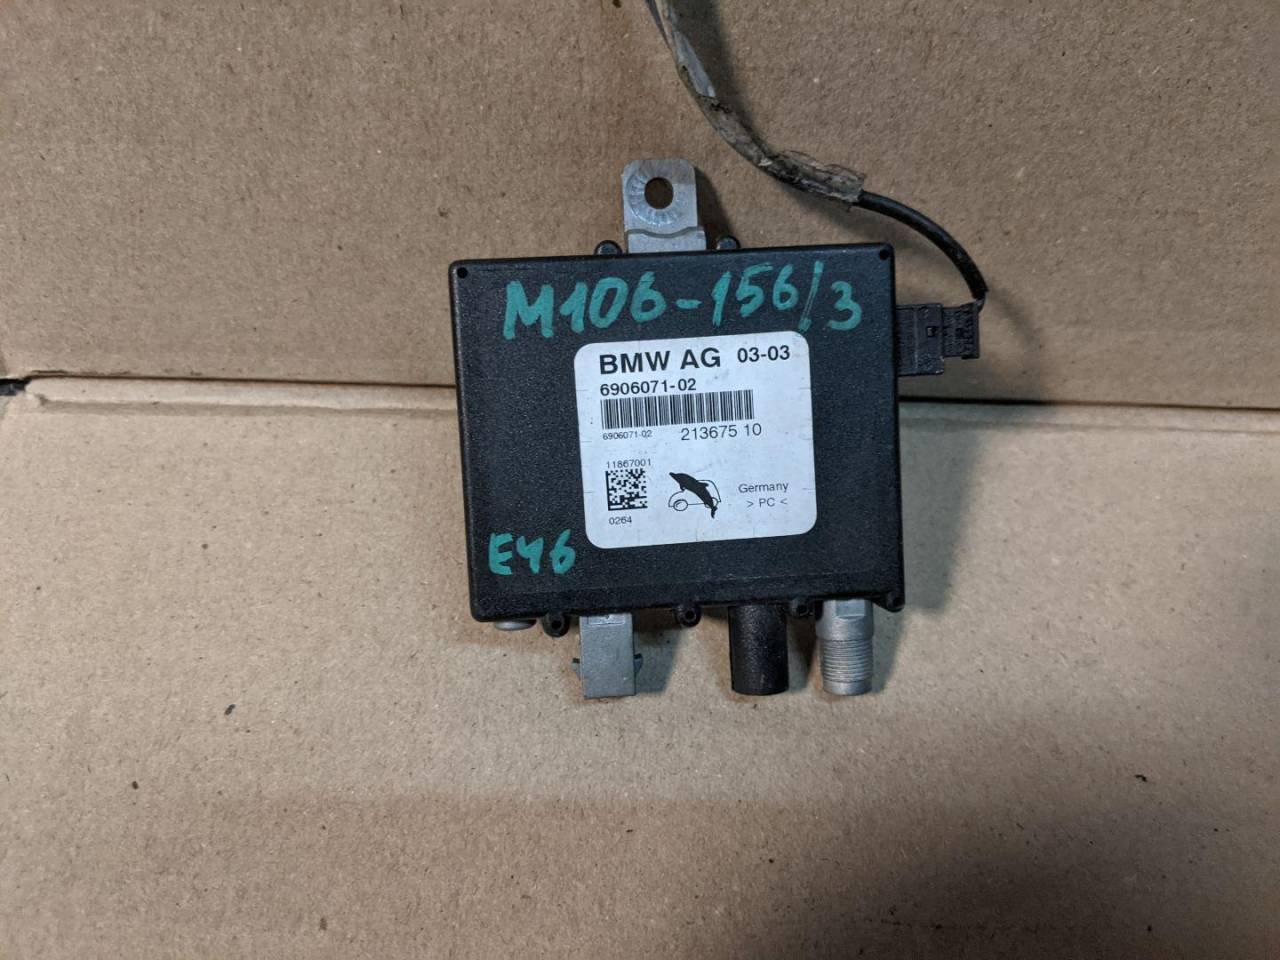 M106-156/3
BMW AG 03-03
6906071-02
6906071-02 213675 10
11867001
Germany
> PC <
0264
E46